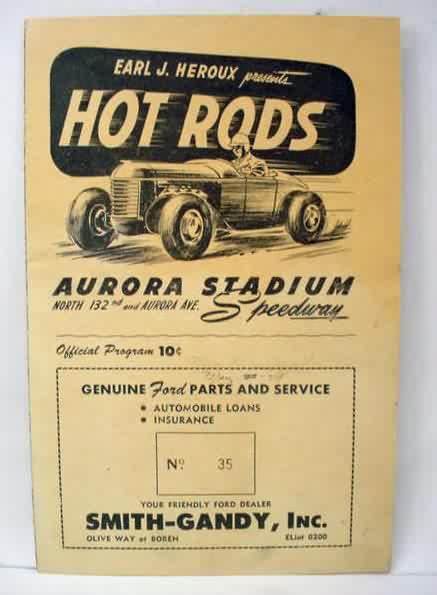 EARL J. HEROUX presents
HOT RODS
AURORA STADIUM
NORTH 132nd and AURORA AVE. Speedway
Official Program 10¢
GENUINE Ford PARTS AND SERVICE
• AUTOMOBILE LOANS
• INSURANCE
No 35
YOUR FRIENDLY FORD DEALER
SMITH-GANDY, INC.
OLIVE WAY at BOREN ELiot 0200